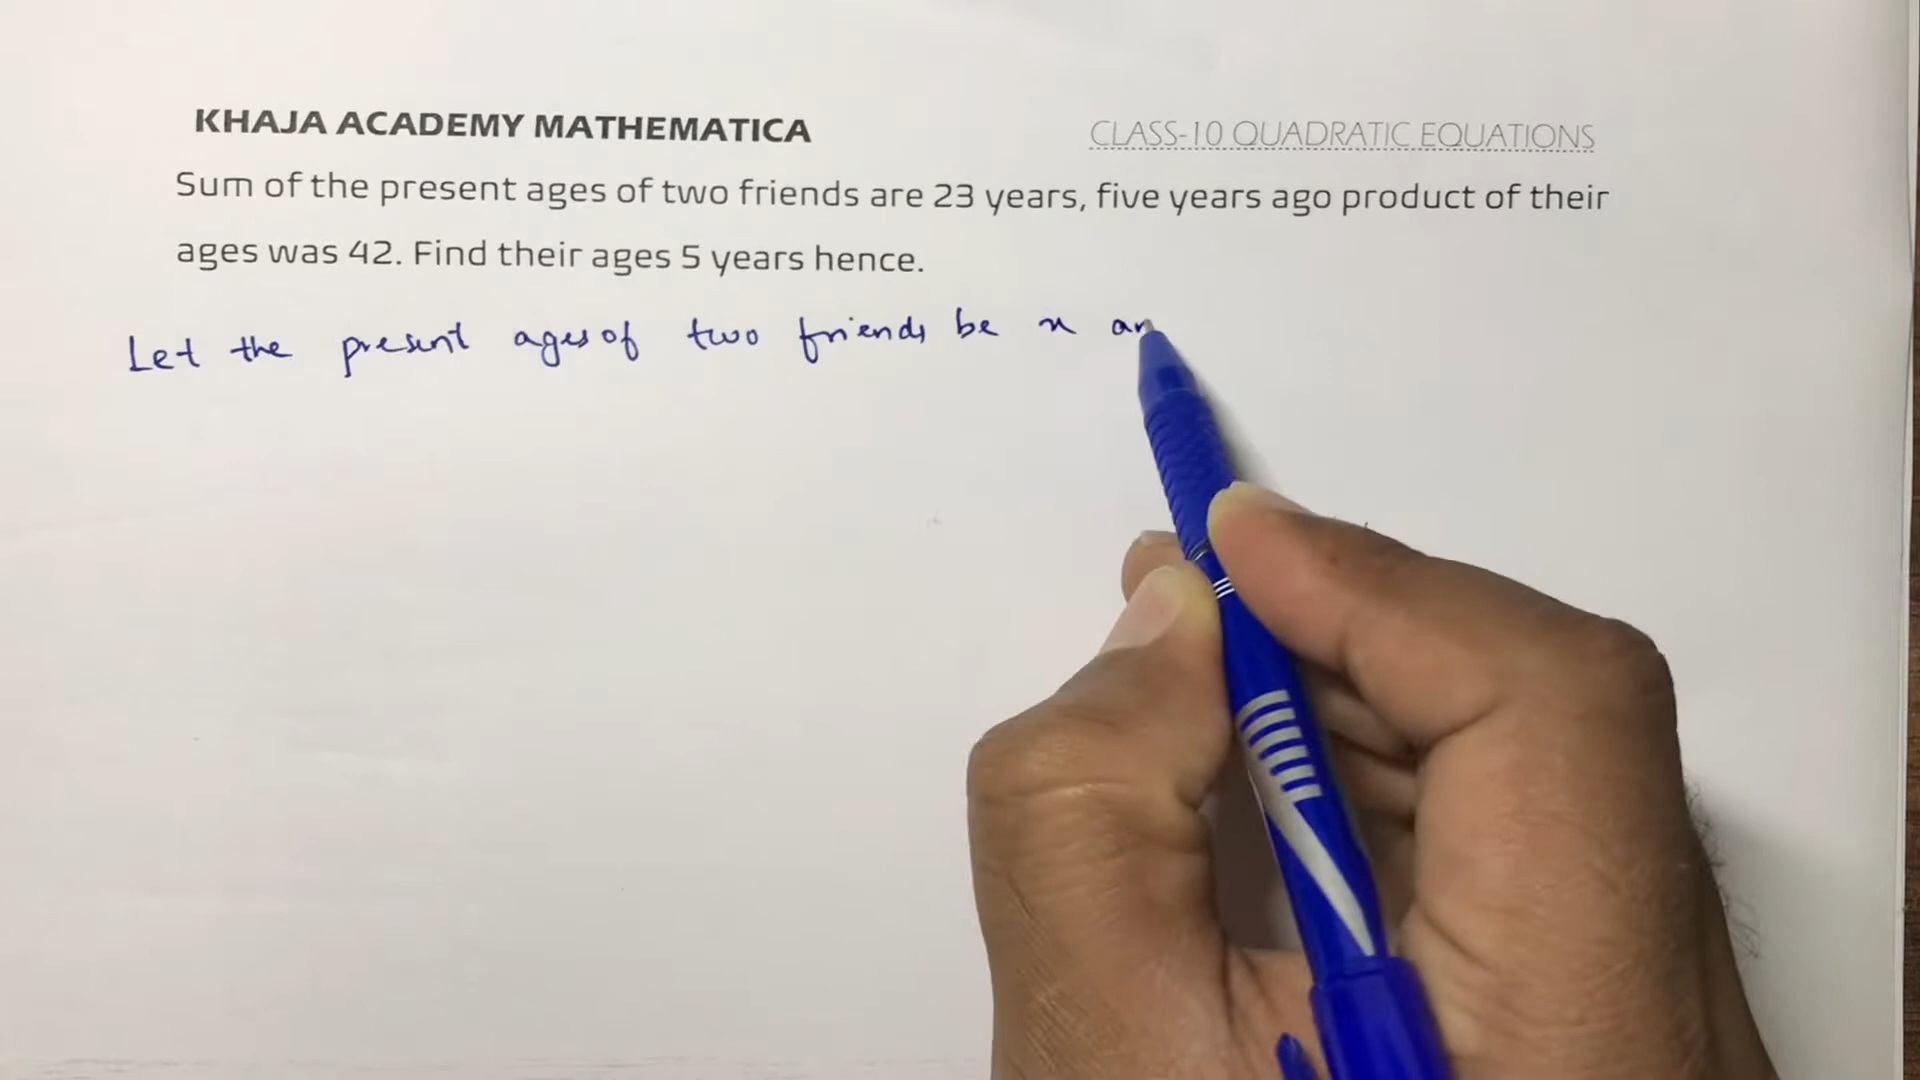 KHAJA ACADEMY MATHEMATICA
CLASS-10 QUADRATIC EQUATIONS
Sum of the present ages of two friends are 23 years, five years ago product of their
ages was 42. Find their ages 5 years hence.
Let the present ages of two friends be x an